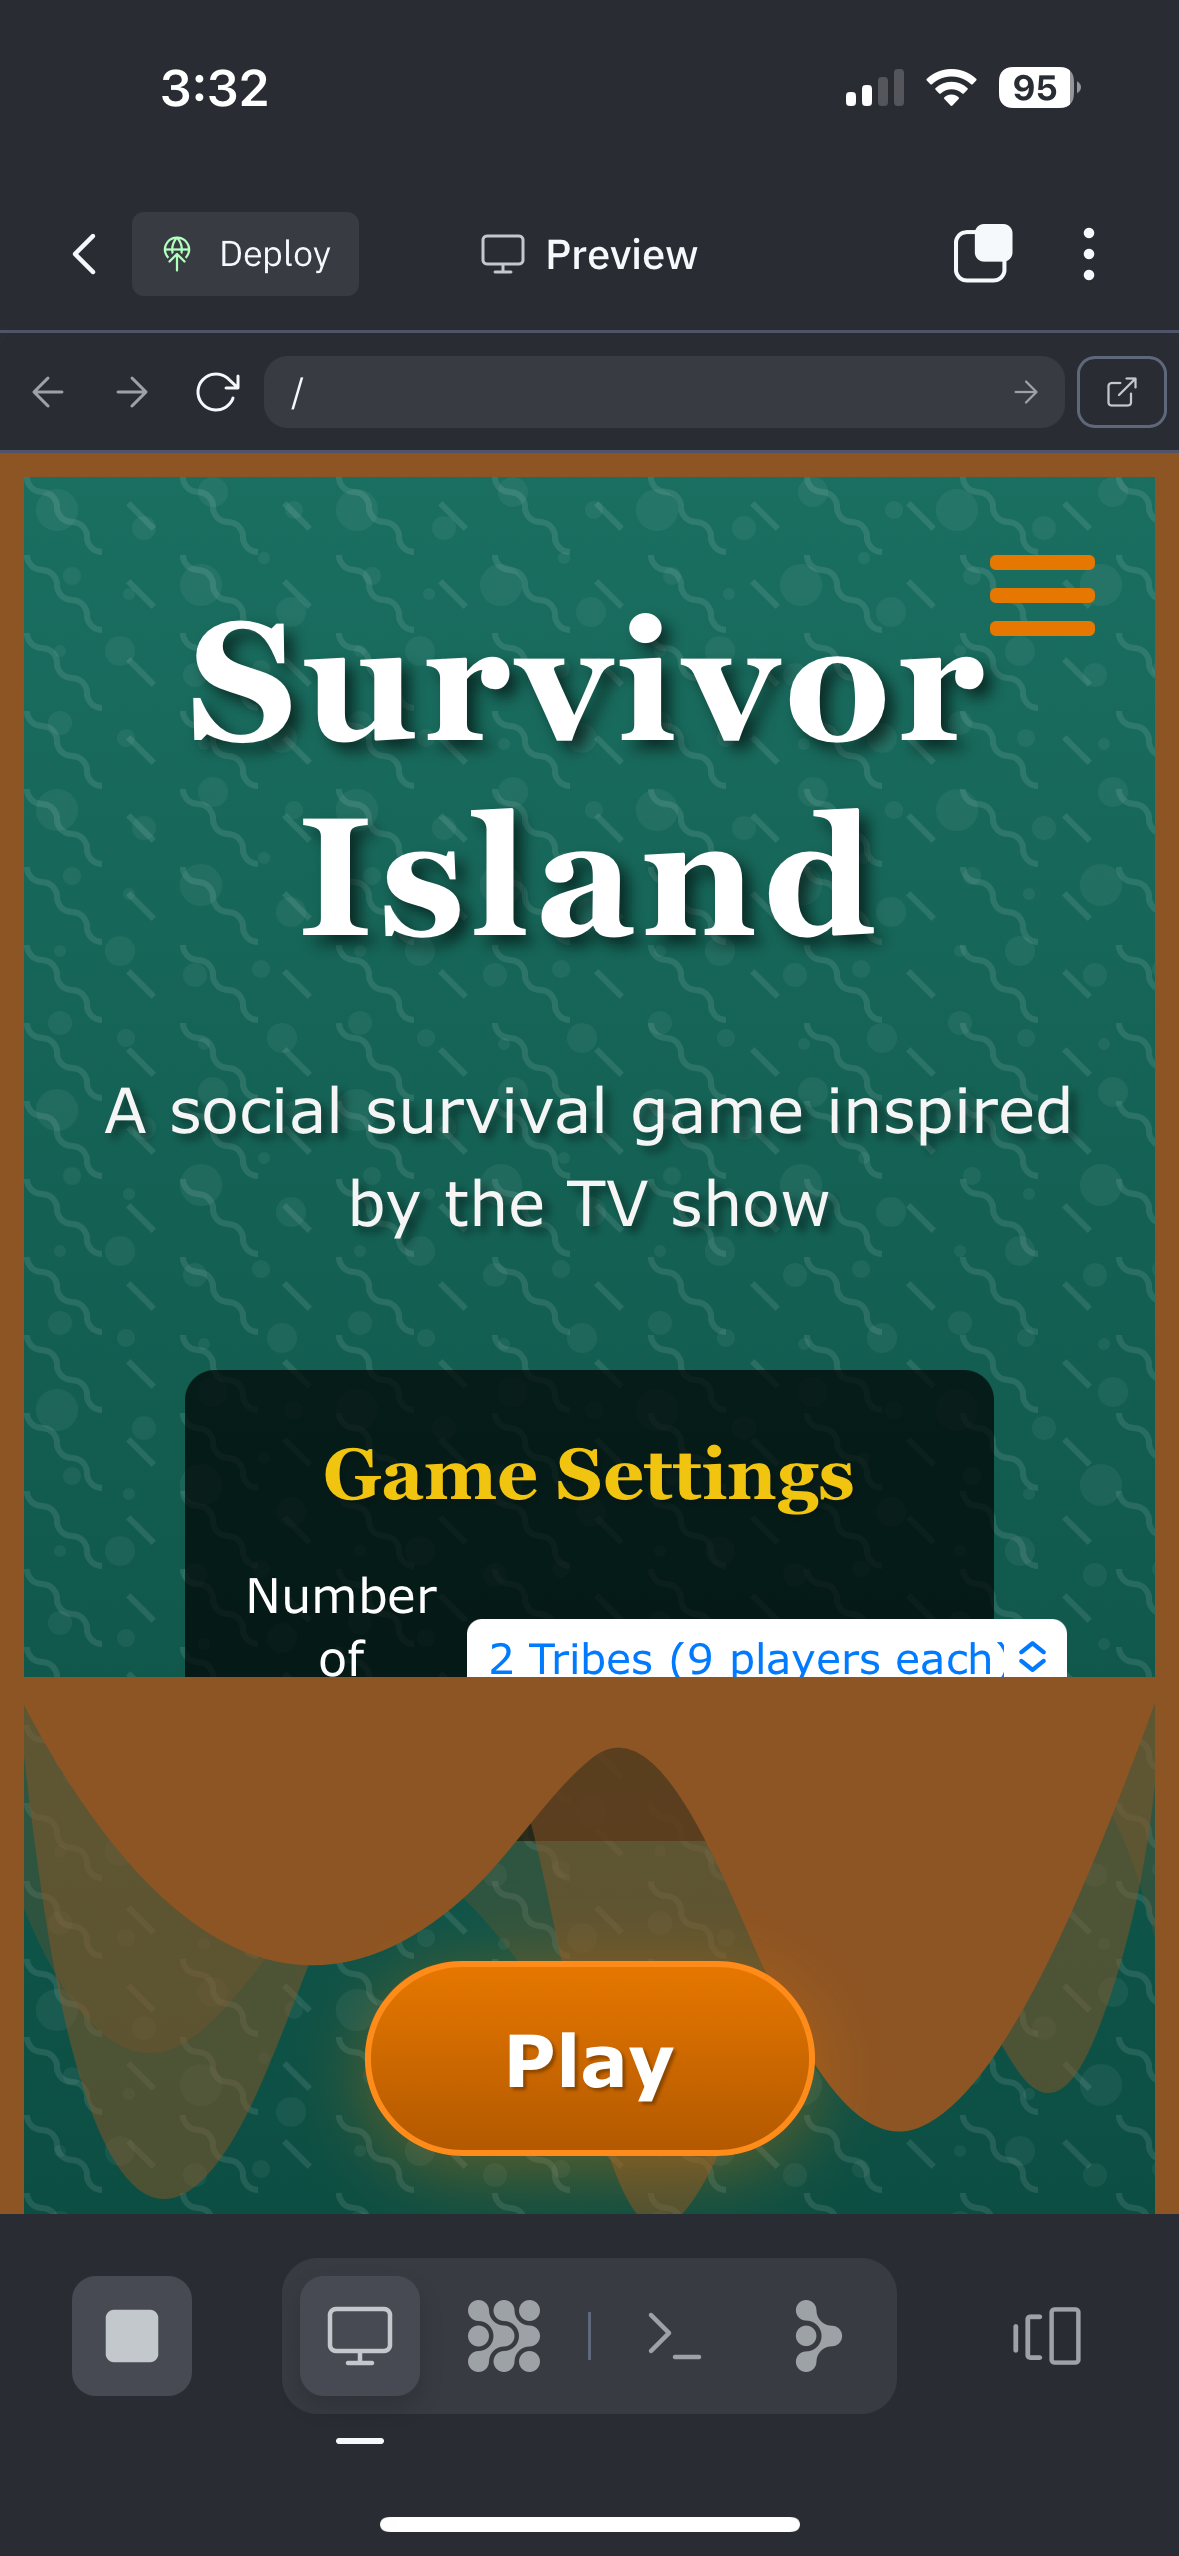 3:32
95
Deploy
Preview
/
Survivor
Island
A social survival game inspired
by the TV show
Game Settings
Number
of
2 Tribes (9 players each)
Play